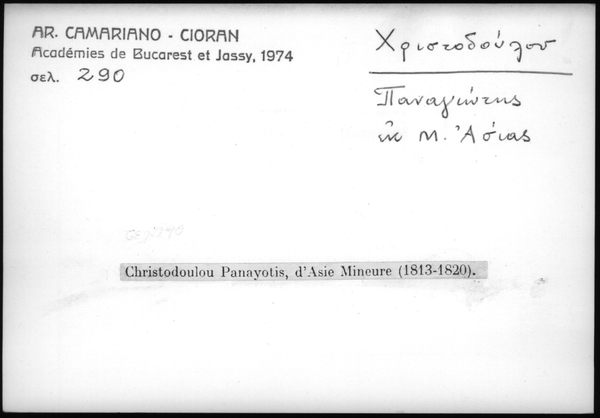 AR. CAMARIANO - CIORAN
Académies de Bucarest et Jassy, 1974
σελ. 290
Χριστοδούλου
Παναγιώτης
ἐκ Μ. Ἀσίας
Christodoulou Panayotis, d'Asie Mineure (1813-1820).